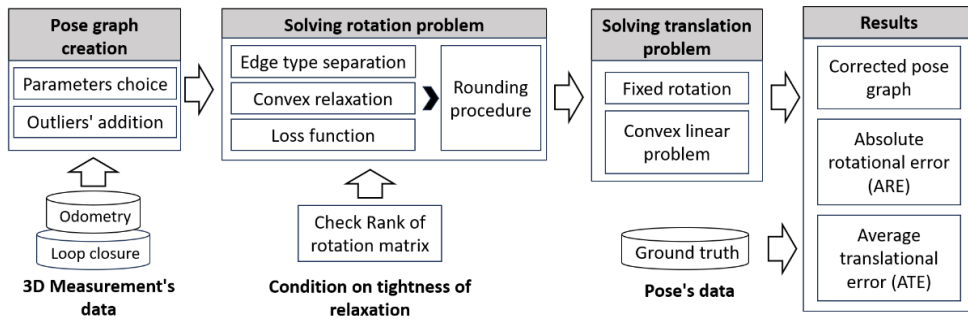 Pose graph
creation
Parameters choice
Outliers' addition
Odometry
Loop closure
3D Measurement's
data
Solving rotation problem
Edge type separation
Convex relaxation
Loss function
Rounding
procedure
Check Rank of
rotation matrix
Condition on tightness of
relaxation
Solving translation
problem
Fixed rotation
Convex linear
problem
Ground truth
Pose's data
Results
Corrected pose
graph
Absolute
rotational error
(ARE)
Average
translational
error (ATE)